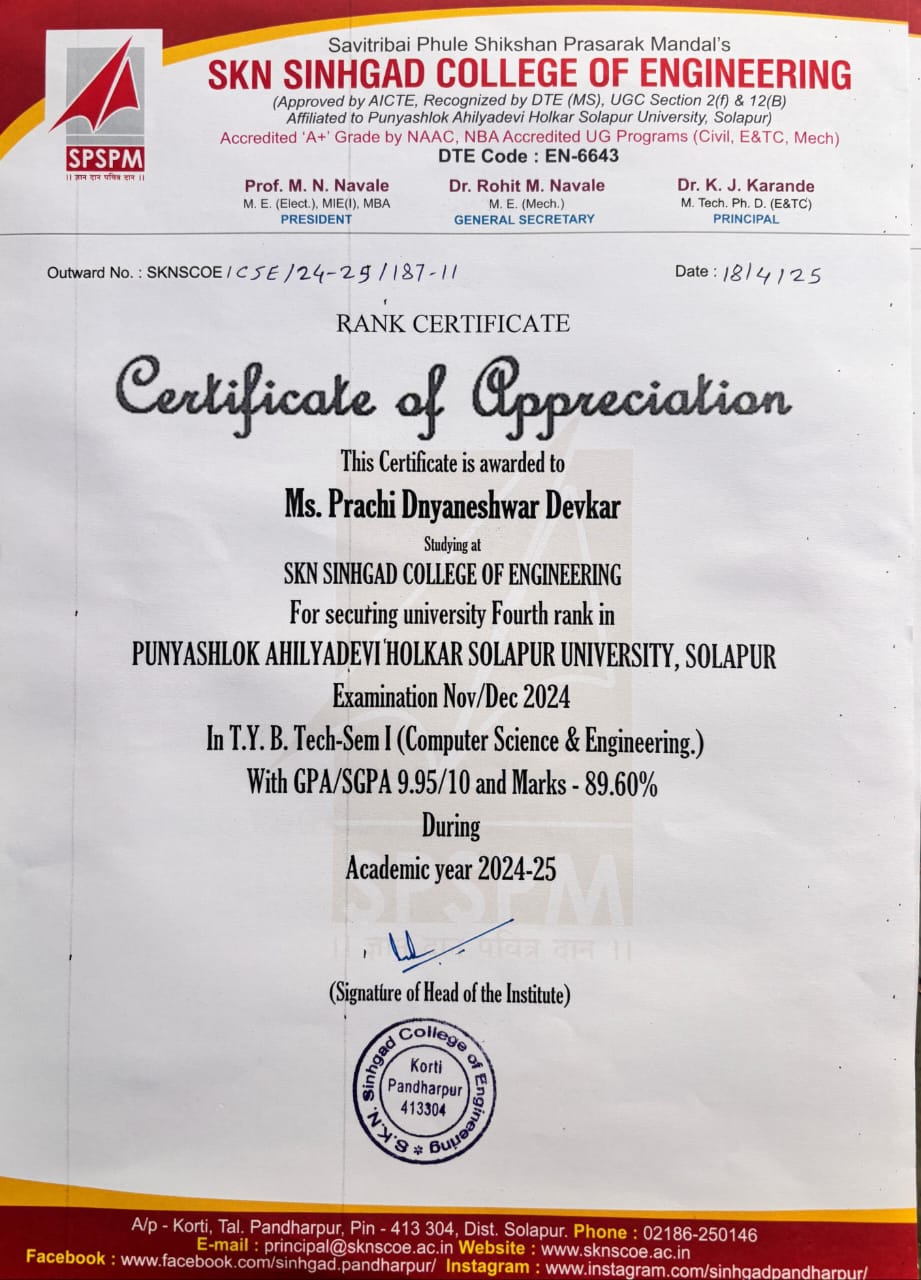 Savitribai Phule Shikshan Prasarak Mandal's
SKN SINHGAD COLLEGE OF ENGINEERING
(Approved by AICTE, Recognized by DTE (MS), UGC Section 2(f) & 12(B)
Affiliated to Punyashlok Ahilyadevi Holkar Solapur University, Solapur)
Accredited 'A+' Grade by NAAC, NBA Accredited UG Programs (Civil, E&TC, Mech)
DTE Code : EN-6643
SPSPM
।। ज्ञान दान पवित्र दान ।।
Prof. M. N. Navale Dr. Rohit M. Navale Dr. K. J. Karande
M. E. (Elect.), MIE(I), MBA M. E. (Mech.) M. Tech. Ph. D. (E&TC)
PRESIDENT GENERAL SECRETARY PRINCIPAL
Outward No. : SKNSCOE/CSE/24-25/187-11 Date : 18/4/25
RANK CERTIFICATE
Certificate of Appreciation
This Certificate is awarded to
Ms. Prachi Dnyaneshwar Devkar
Studying at
SKN SINHGAD COLLEGE OF ENGINEERING
For securing university Fourth rank in
PUNYASHLOK AHILYADEVI HOLKAR SOLAPUR UNIVERSITY, SOLAPUR
Examination Nov/Dec 2024
In T.Y. B. Tech-Sem I (Computer Science & Engineering.)
With GPA/SGPA 9.95/10 and Marks - 89.60%
During
Academic year 2024-25
SPSPM
।। ज्ञान दान पवित्र दान ।।
(Signature of Head of the Institute)
S.K.N. Sinhgad College of Engineering *
Korti
Pandharpur
413304
A/p - Korti, Tal. Pandharpur, Pin - 413 304, Dist. Solapur. Phone : 02186-250146
E-mail : principal@sknscoe.ac.in Website : www.sknscoe.ac.in
Facebook : www.facebook.com/sinhgad.pandharpur/ Instagram : www.instagram.com/sinhgadpandharpur/